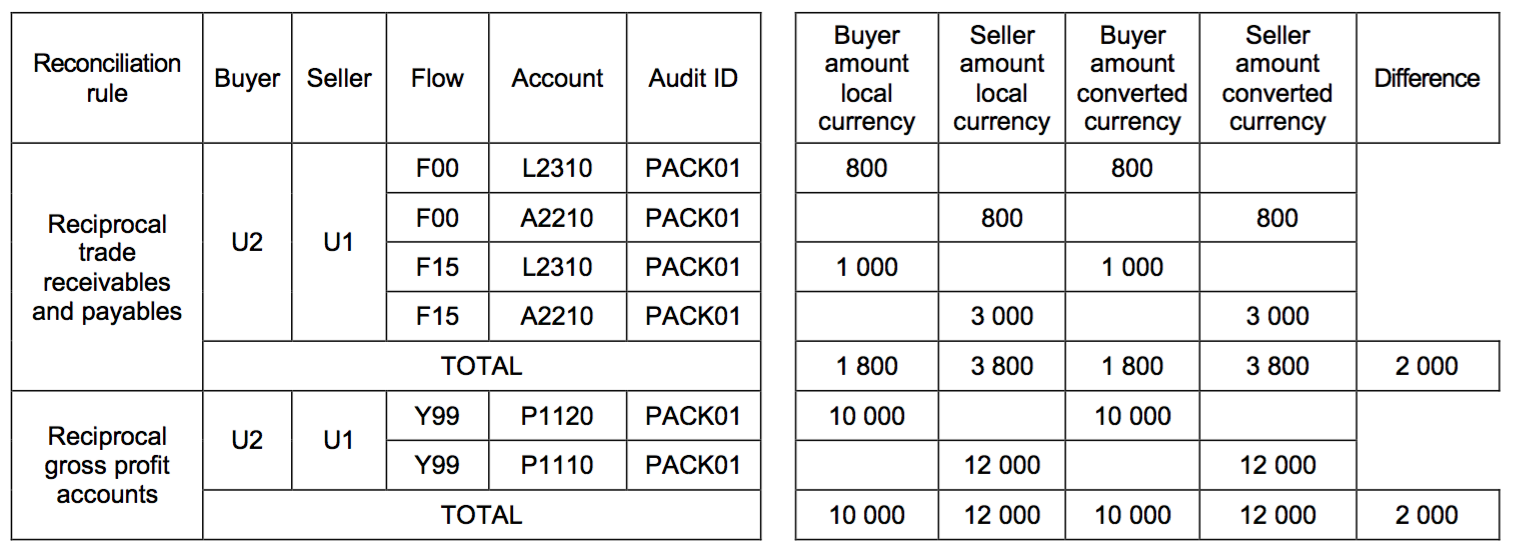 Reconciliation rule Buyer Seller Flow Account Audit ID Buyer amount local currency Seller amount local currency Buyer amount converted currency Seller amount converted currency Difference
Reciprocal trade receivables and payables U2 U1 F00 L2310 PACK01 800 800
F00 A2210 PACK01 800 800
F15 L2310 PACK01 1 000 1 000
F15 A2210 PACK01 3 000 3 000
TOTAL 1 800 3 800 1 800 3 800 2 000
Reciprocal gross profit accounts U2 U1 Y99 P1120 PACK01 10 000 10 000
Y99 P1110 PACK01 12 000 12 000
TOTAL 10 000 12 000 10 000 12 000 2 000